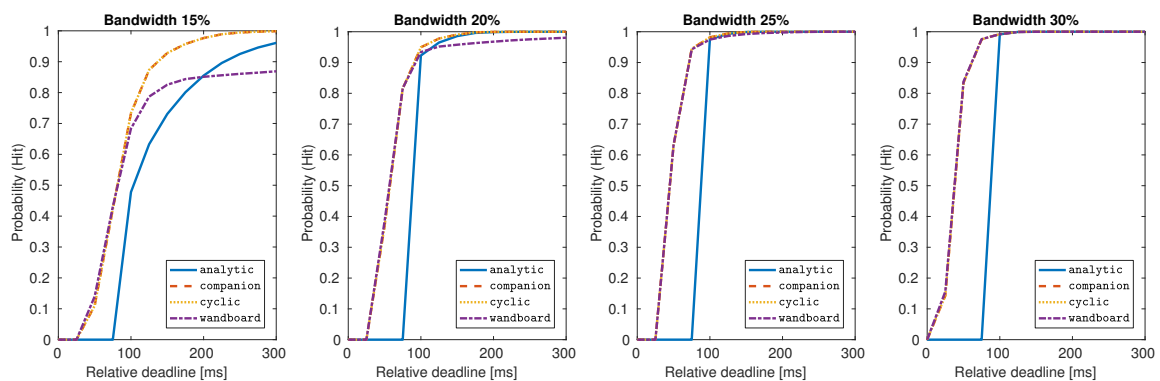 Bandwidth 15%
Probability (Hit)
1
0.9
0.8
0.7
0.6
0.5
0.4
0.3
0.2
0.1
0
analytic
companion
cyclic
wandboard
0 100 200 300
Relative deadline [ms]
Bandwidth 20%
Probability (Hit)
1
0.9
0.8
0.7
0.6
0.5
0.4
0.3
0.2
0.1
0
analytic
companion
cyclic
wandboard
0 100 200 300
Relative deadline [ms]
Bandwidth 25%
Probability (Hit)
1
0.9
0.8
0.7
0.6
0.5
0.4
0.3
0.2
0.1
0
analytic
companion
cyclic
wandboard
0 100 200 300
Relative deadline [ms]
Bandwidth 30%
Probability (Hit)
1
0.9
0.8
0.7
0.6
0.5
0.4
0.3
0.2
0.1
0
analytic
companion
cyclic
wandboard
0 100 200 300
Relative deadline [ms]